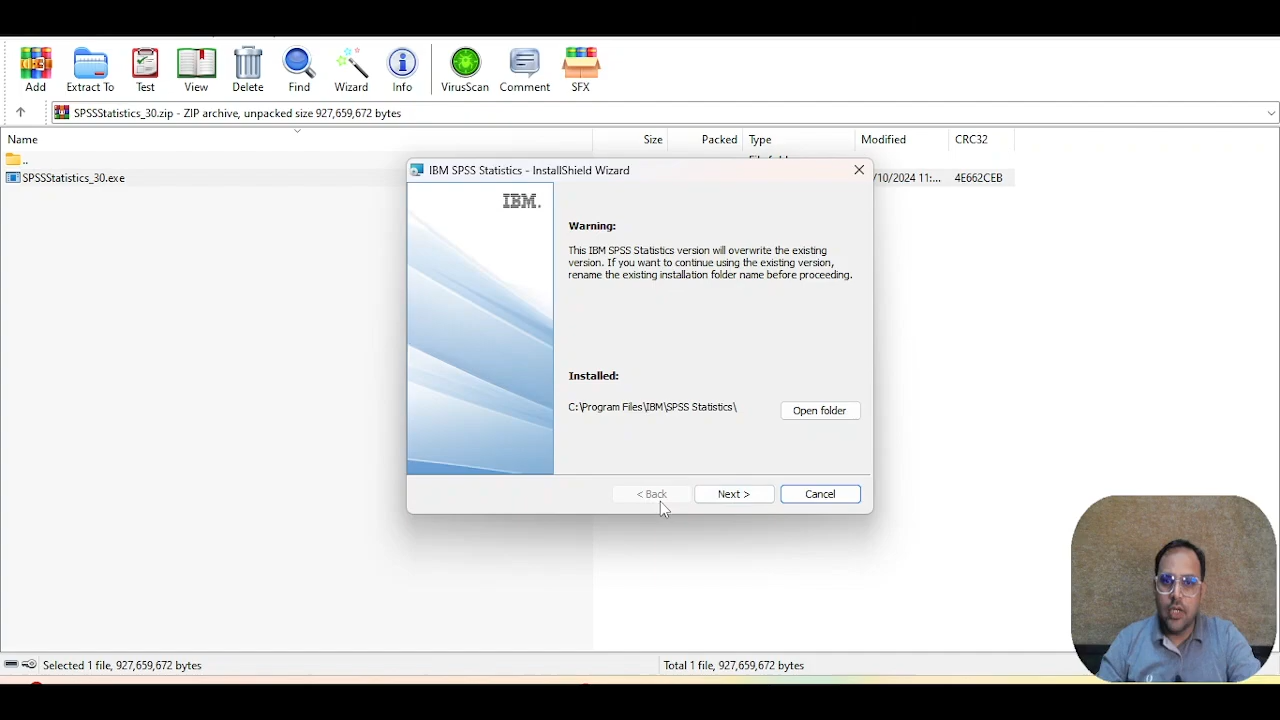 Add
Extract To
Test
View
Delete
Find
Wizard
Info
VirusScan
Comment
SFX
SPSSStatistics_30.zip - ZIP archive, unpacked size 927,659,672 bytes
Name
Size
Packed
Type
Modified
CRC32
..
SPSSStatistics_30.exe
/10/2024 11:...
4E662CEB
IBM SPSS Statistics - InstallShield Wizard
IBM.
Warning:
This IBM SPSS Statistics version will overwrite the existing
version. If you want to continue using the existing version,
rename the existing installation folder name before proceeding.
Installed:
C:\Program Files\IBM\SPSS Statistics\
Open folder
< Back
Next >
Cancel
Selected 1 file, 927,659,672 bytes
Total 1 file, 927,659,672 bytes